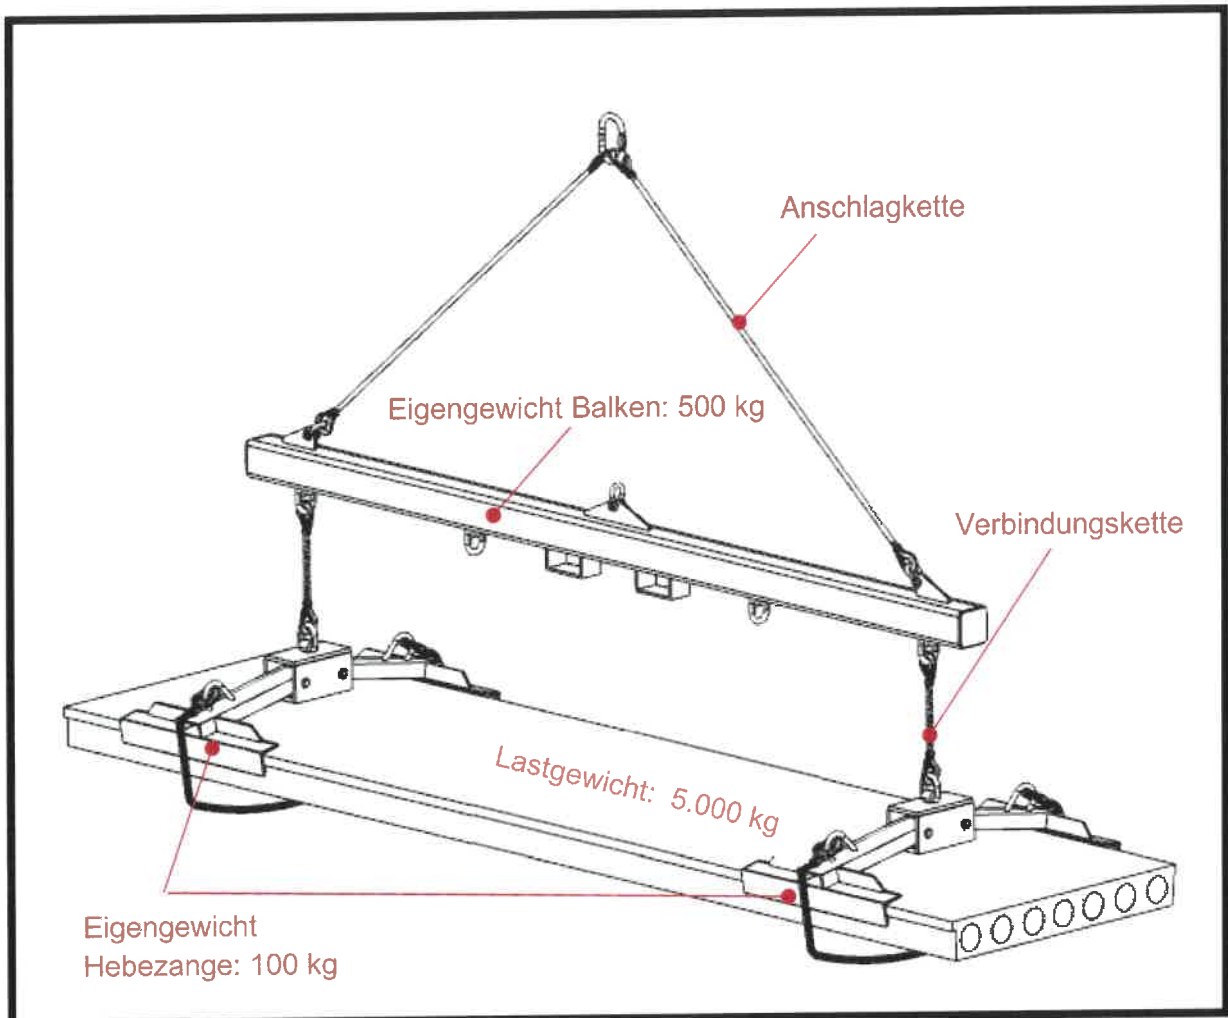 Anschlagkette
Eigengewicht Balken: 500 kg
Verbindungskette
Lastgewicht: 5.000 kg
Eigengewicht
Hebezange: 100 kg